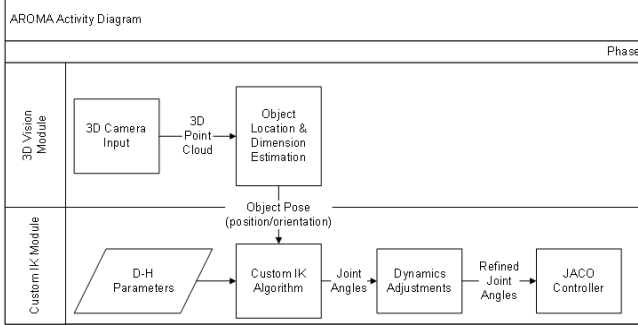 AROMA Activity Diagram
Phase
3D Vision
Module
3D Camera
Input
3D
Point
Cloud
Object
Location &
Dimension
Estimation
Object Pose
(position/orientation)
Custom IK Module
D-H
Parameters
Custom IK
Algorithm
Joint
Angles
Dynamics
Adjustments
Refined
Joint
Angles
JACO
Controller